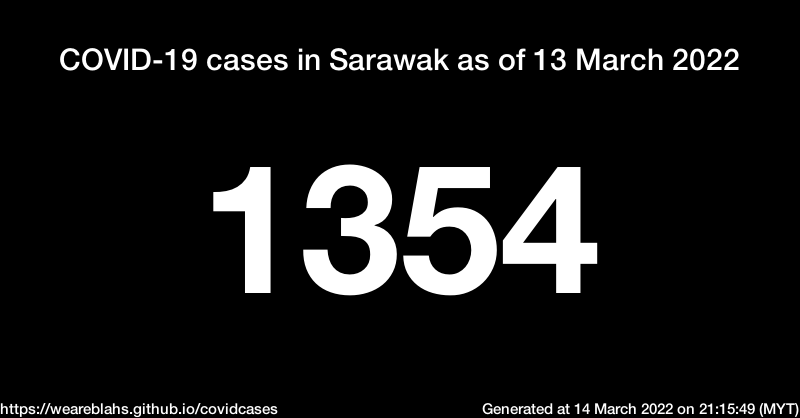 COVID-19 cases in Sarawak as of 13 March 2022
1354
https://weareblahs.github.io/covidcases
Generated at 14 March 2022 on 21:15:49 (MYT)